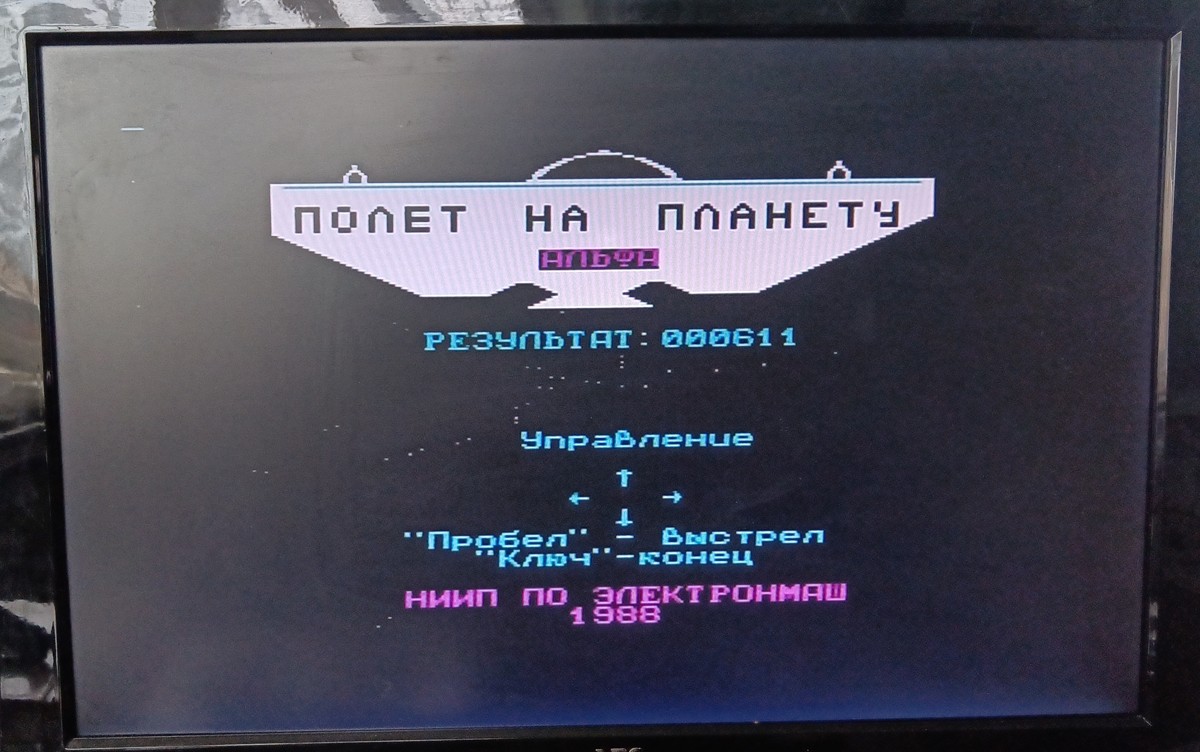 ПОЛЕТ НА ПЛАНЕТУ
АЛЬФА
РЕЗУЛЬТАТ: 000611
Управление
↑
← →
↓
"Пробел" - Выстрел
"Ключ"-конец
НИИП ПО ЭЛЕКТРОНМАШ
1988